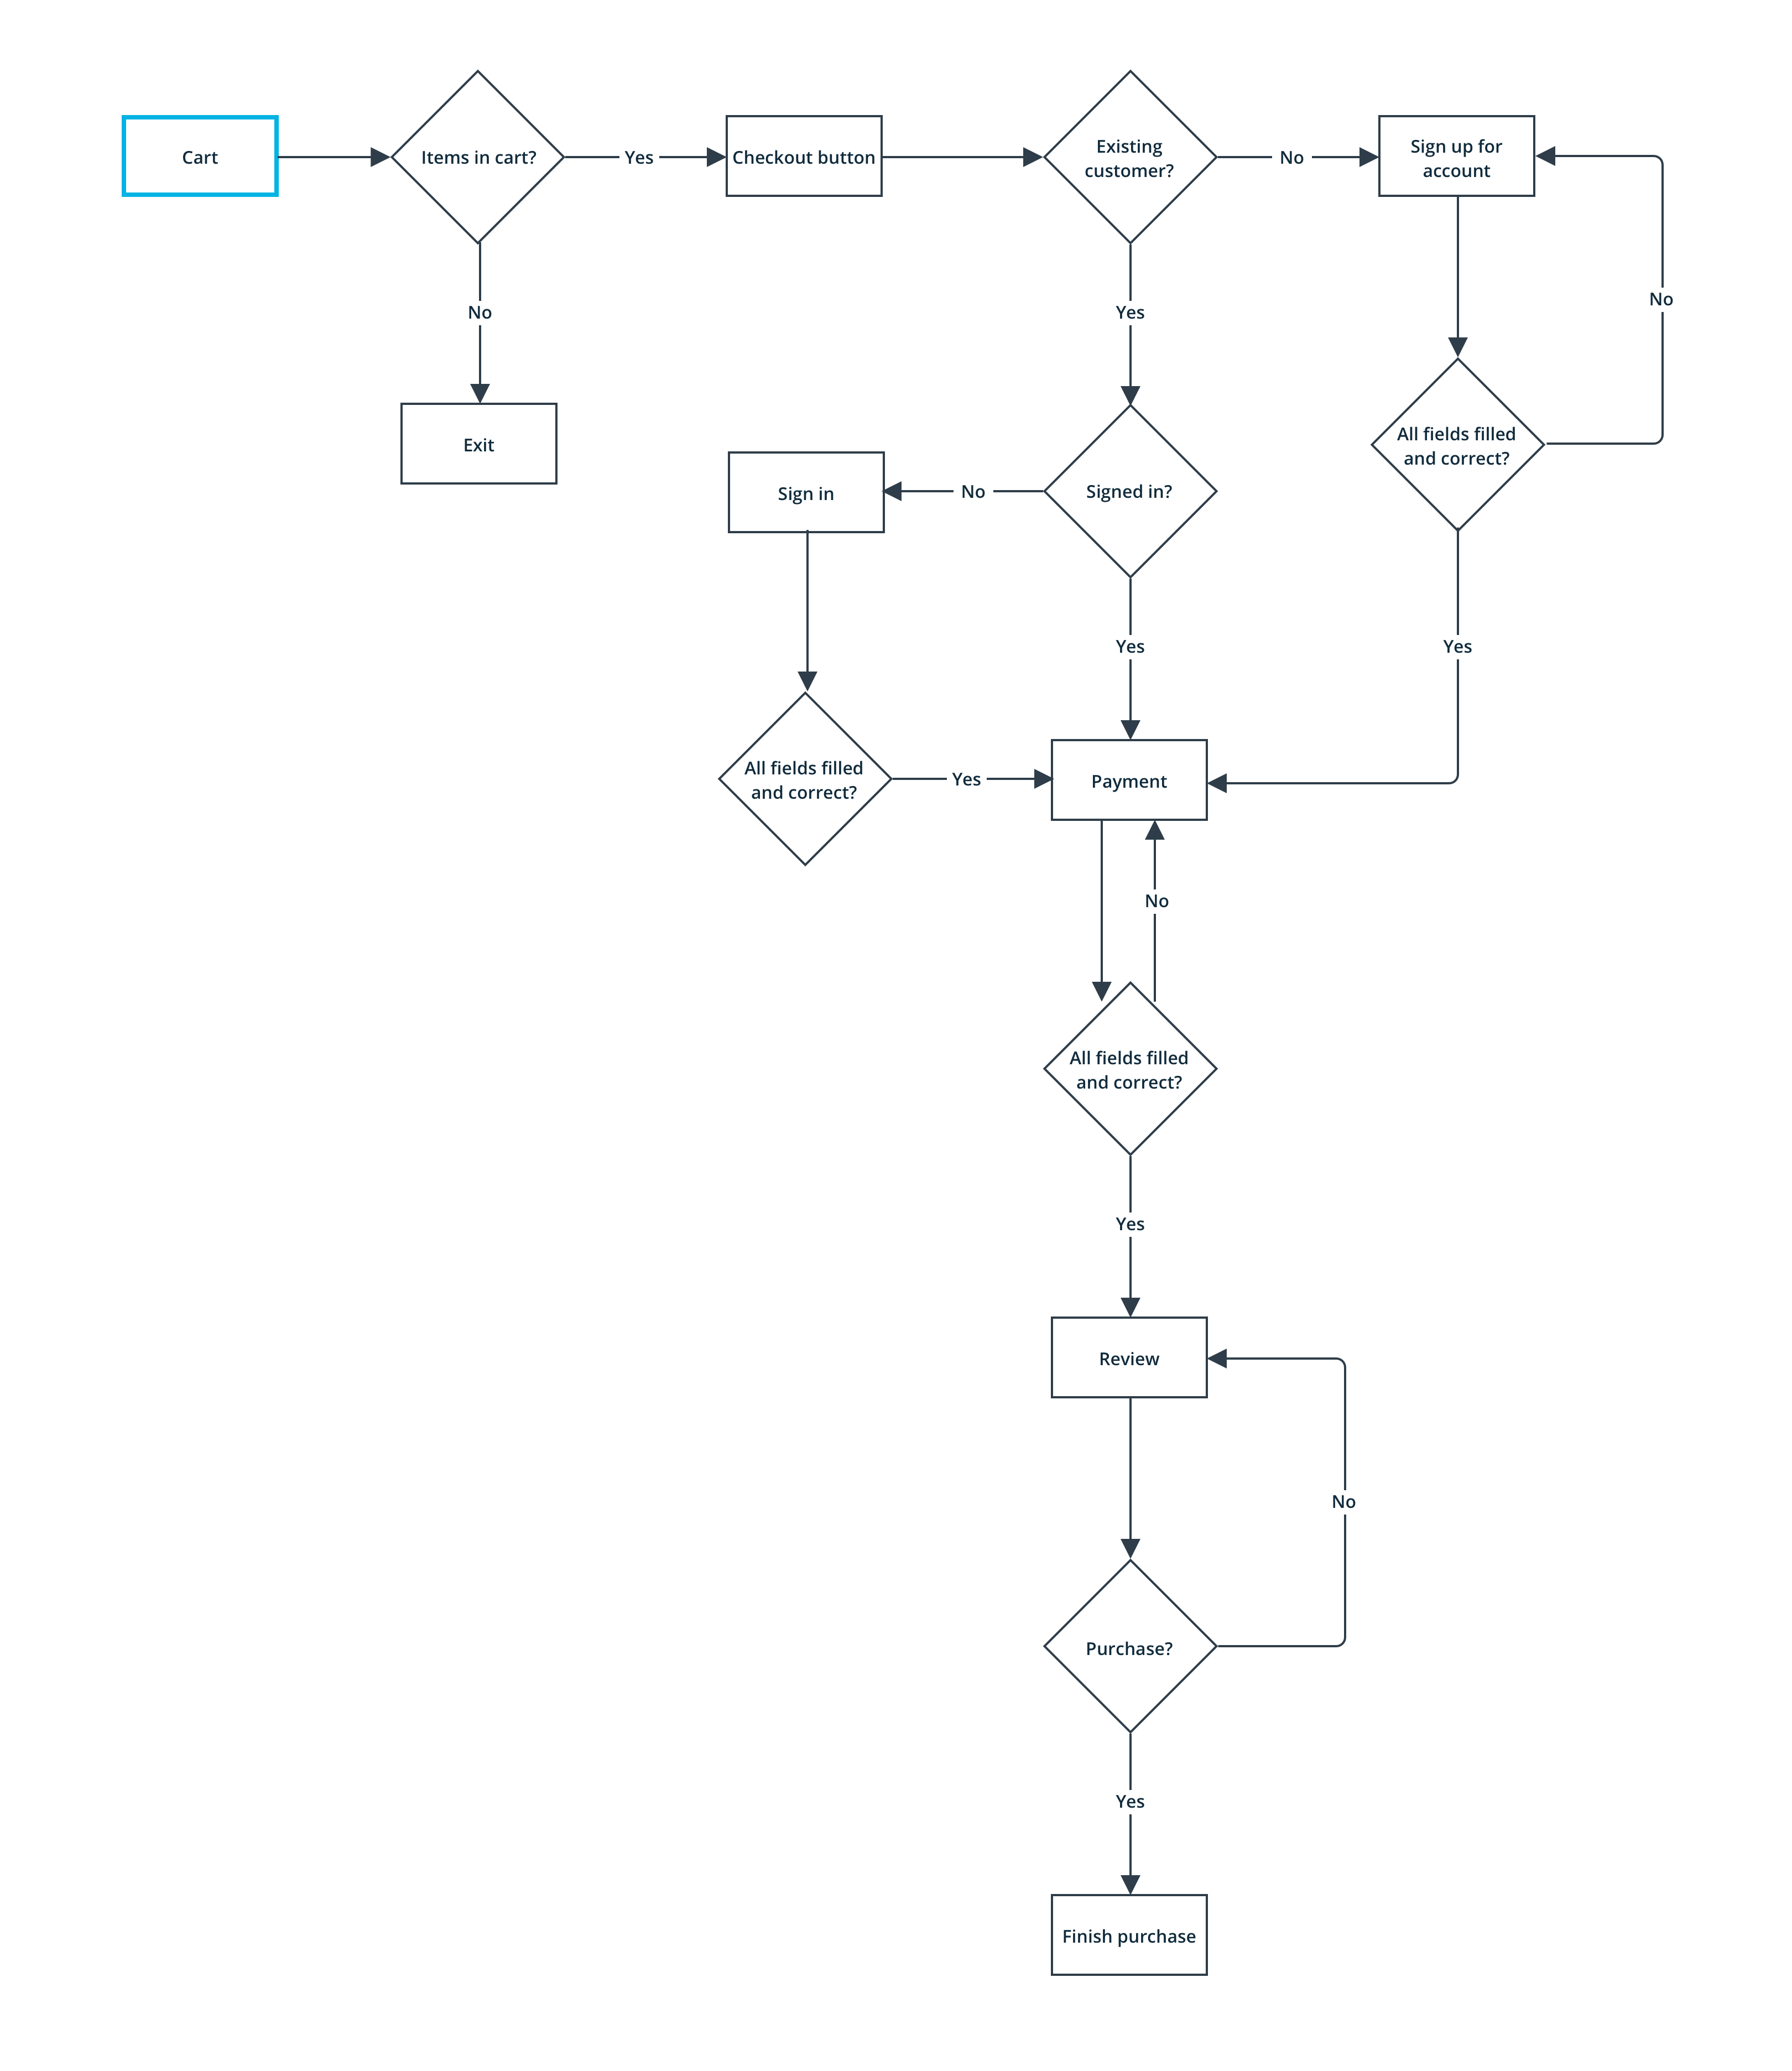 Cart
Items in cart?
Yes
Checkout button
Existing
customer?
No
Sign up for
account
No
No
Yes
Exit
All fields filled
and correct?
Sign in
No
Signed in?
Yes
Yes
All fields filled
and correct?
Yes
Payment
No
All fields filled
and correct?
Yes
Review
No
Purchase?
Yes
Finish purchase